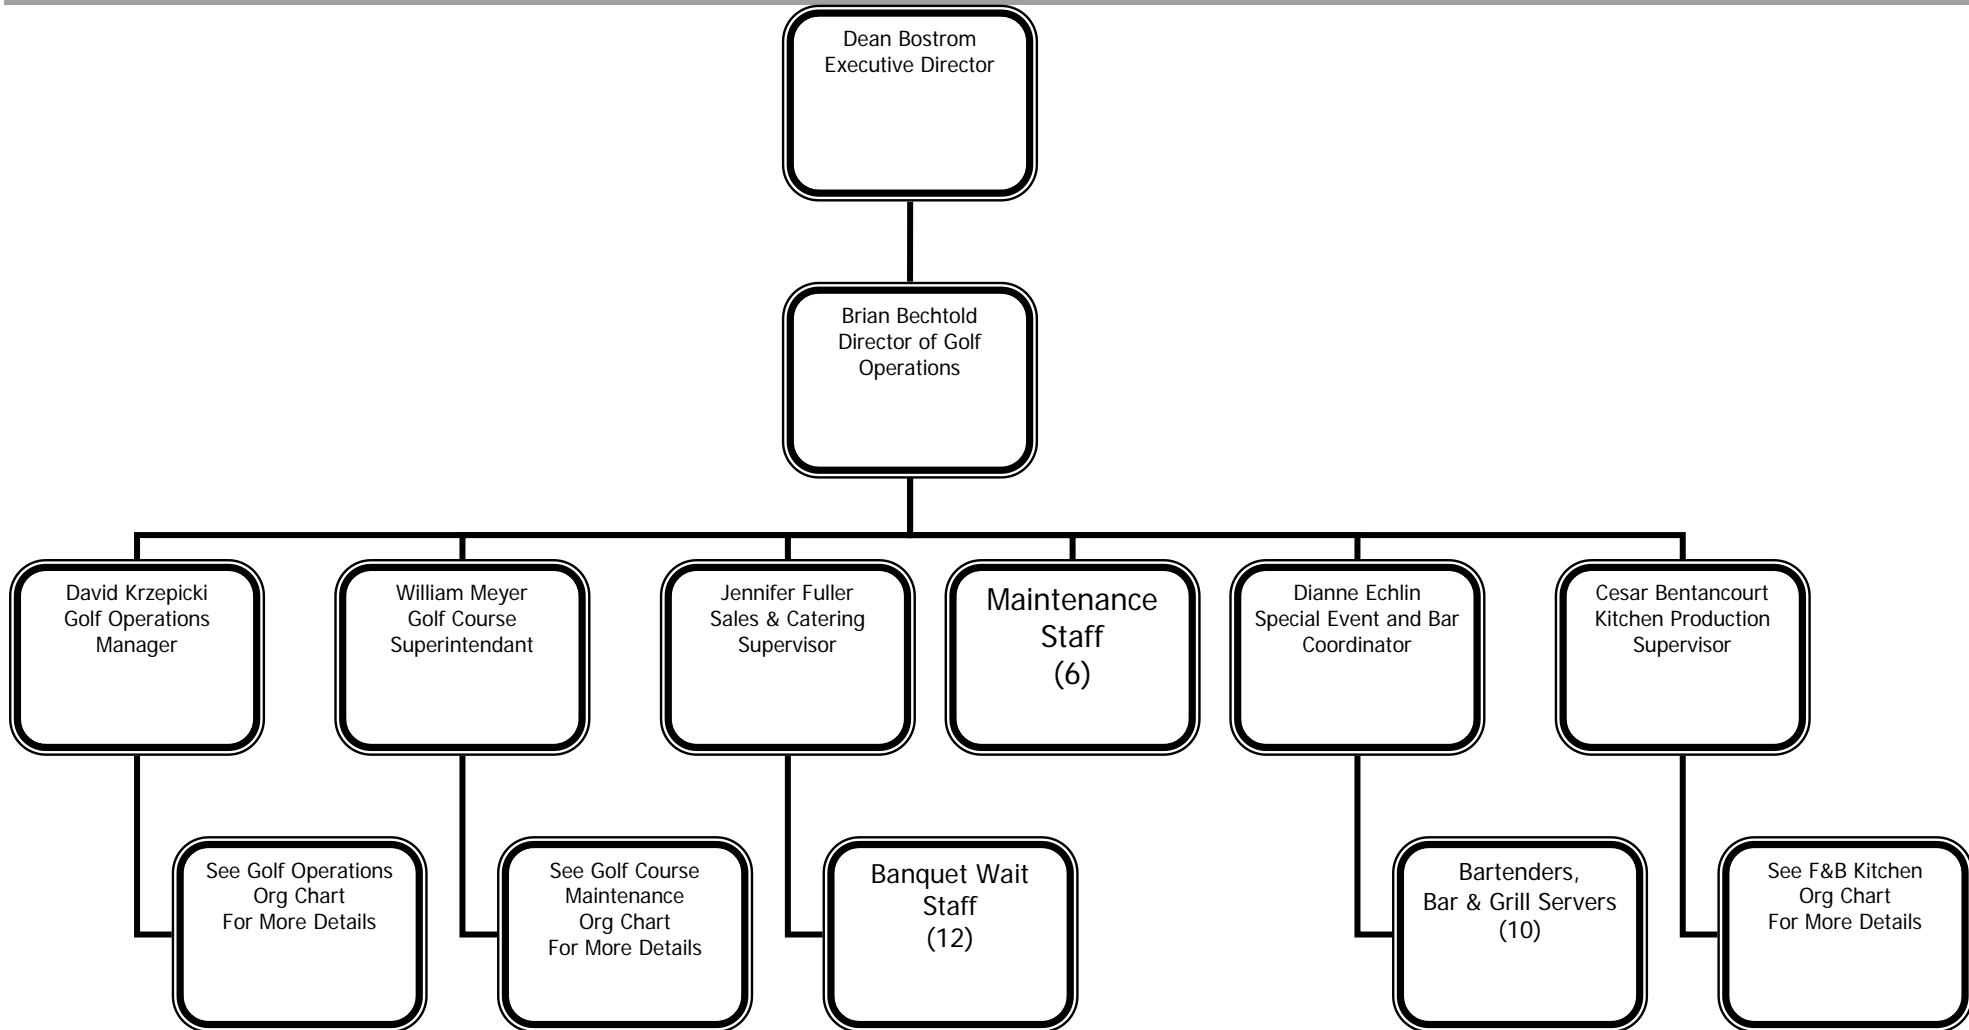 Dean Bostrom
Executive Director
Brian Bechtold
Director of Golf
Operations
David Krzepicki
Golf Operations
Manager
William Meyer
Golf Course
Superintendant
Jennifer Fuller
Sales & Catering
Supervisor
Maintenance
Staff
(6)
Dianne Echlin
Special Event and Bar
Coordinator
Cesar Bentancourt
Kitchen Production
Supervisor
See Golf Operations
Org Chart
For More Details
See Golf Course
Maintenance
Org Chart
For More Details
Banquet Wait
Staff
(12)
Bartenders,
Bar & Grill Servers
(10)
See F&B Kitchen
Org Chart
For More Details